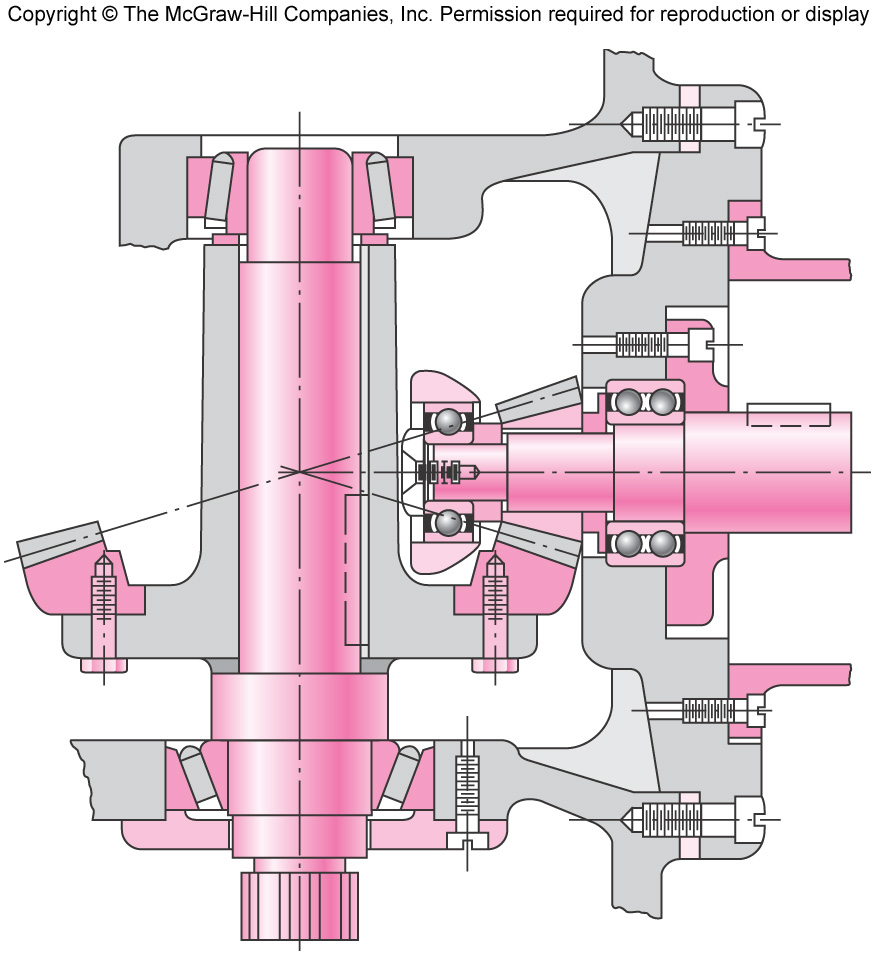 Copyright © The McGraw-Hill Companies, Inc. Permission required for reproduction or display